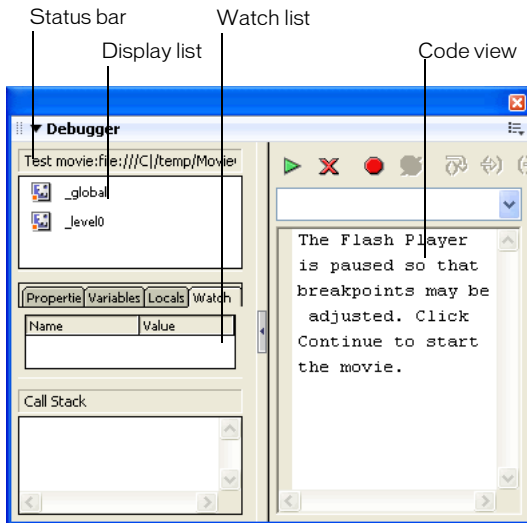 Status bar
Watch list
Display list
Code view
Debugger
Test movie:file:///C|/temp/Movie
_global
_level0
Propertie Variables Locals Watch
Name Value
Call Stack
The Flash Player
is paused so that
breakpoints may be
adjusted. Click
Continue to start
the movie.